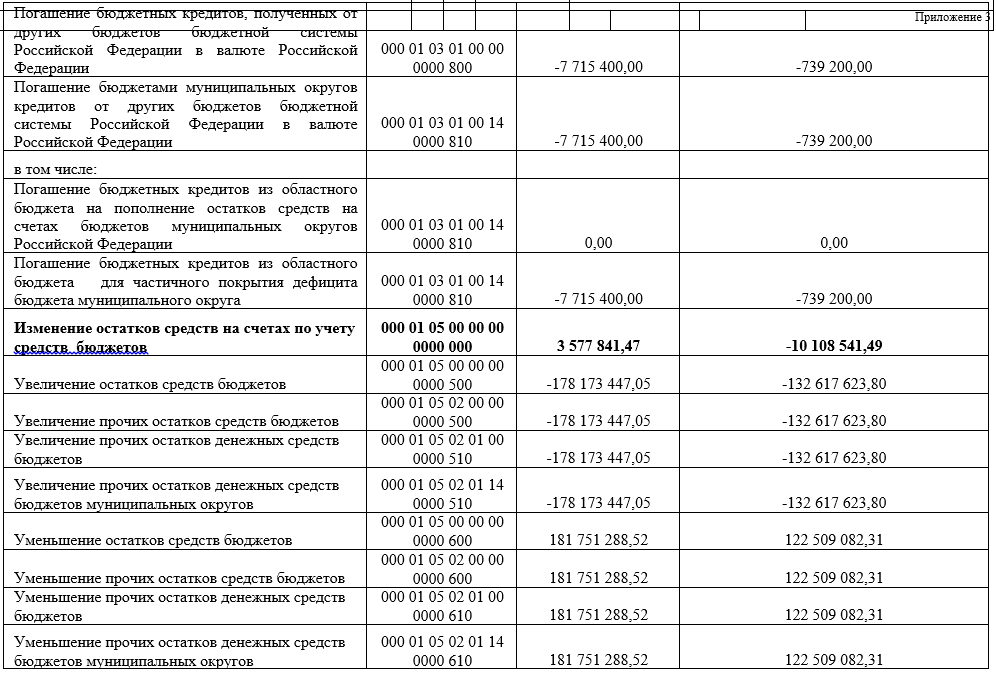 Приложение 3
Погашение бюджетных кредитов, полученных от
других бюджетов бюджетной системы
Российской Федерации в валюте Российской
Федерации
000 01 03 01 00 00
0000 800
-7 715 400,00
-739 200,00
Погашение бюджетами муниципальных округов
кредитов от других бюджетов бюджетной
системы Российской Федерации в валюте
Российской Федерации
000 01 03 01 00 14
0000 810
-7 715 400,00
-739 200,00
в том числе:
Погашение бюджетных кредитов из областного
бюджета на пополнение остатков средств на
счетах бюджетов муниципальных округов
Российской Федерации
000 01 03 01 00 14
0000 810
0,00
0,00
Погашение бюджетных кредитов из областного
бюджета для частичного покрытия дефицита
бюджета муниципального округа
000 01 03 01 00 14
0000 810
-7 715 400,00
-739 200,00
Изменение остатков средств на счетах по учету
средств бюджетов
000 01 05 00 00 00
0000 000
3 577 841,47
-10 108 541,49
Увеличение остатков средств бюджетов
000 01 05 00 00 00
0000 500
-178 173 447,05
-132 617 623,80
Увеличение прочих остатков средств бюджетов
000 01 05 02 00 00
0000 500
-178 173 447,05
-132 617 623,80
Увеличение прочих остатков денежных средств
бюджетов
000 01 05 02 01 00
0000 510
-178 173 447,05
-132 617 623,80
Увеличение прочих остатков денежных средств
бюджетов муниципальных округов
000 01 05 02 01 14
0000 510
-178 173 447,05
-132 617 623,80
Уменьшение остатков средств бюджетов
000 01 05 00 00 00
0000 600
181 751 288,52
122 509 082,31
Уменьшение прочих остатков средств бюджетов
000 01 05 02 00 00
0000 600
181 751 288,52
122 509 082,31
Уменьшение прочих остатков денежных средств
бюджетов
000 01 05 02 01 00
0000 610
181 751 288,52
122 509 082,31
Уменьшение прочих остатков денежных средств
бюджетов муниципальных округов
000 01 05 02 01 14
0000 610
181 751 288,52
122 509 082,31